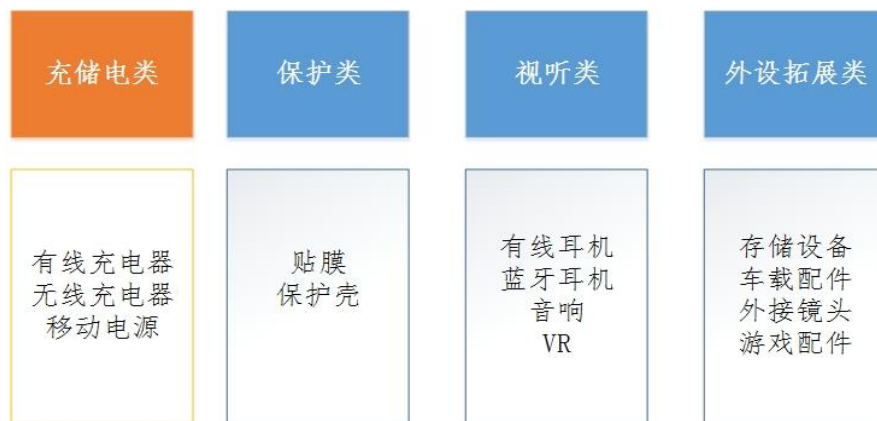 充储电类
保护类
视听类
外设拓展类
有线充电器
无线充电器
移动电源
贴膜
保护壳
有线耳机
蓝牙耳机
音响
VR
存储设备
车载配件
外接镜头
游戏配件